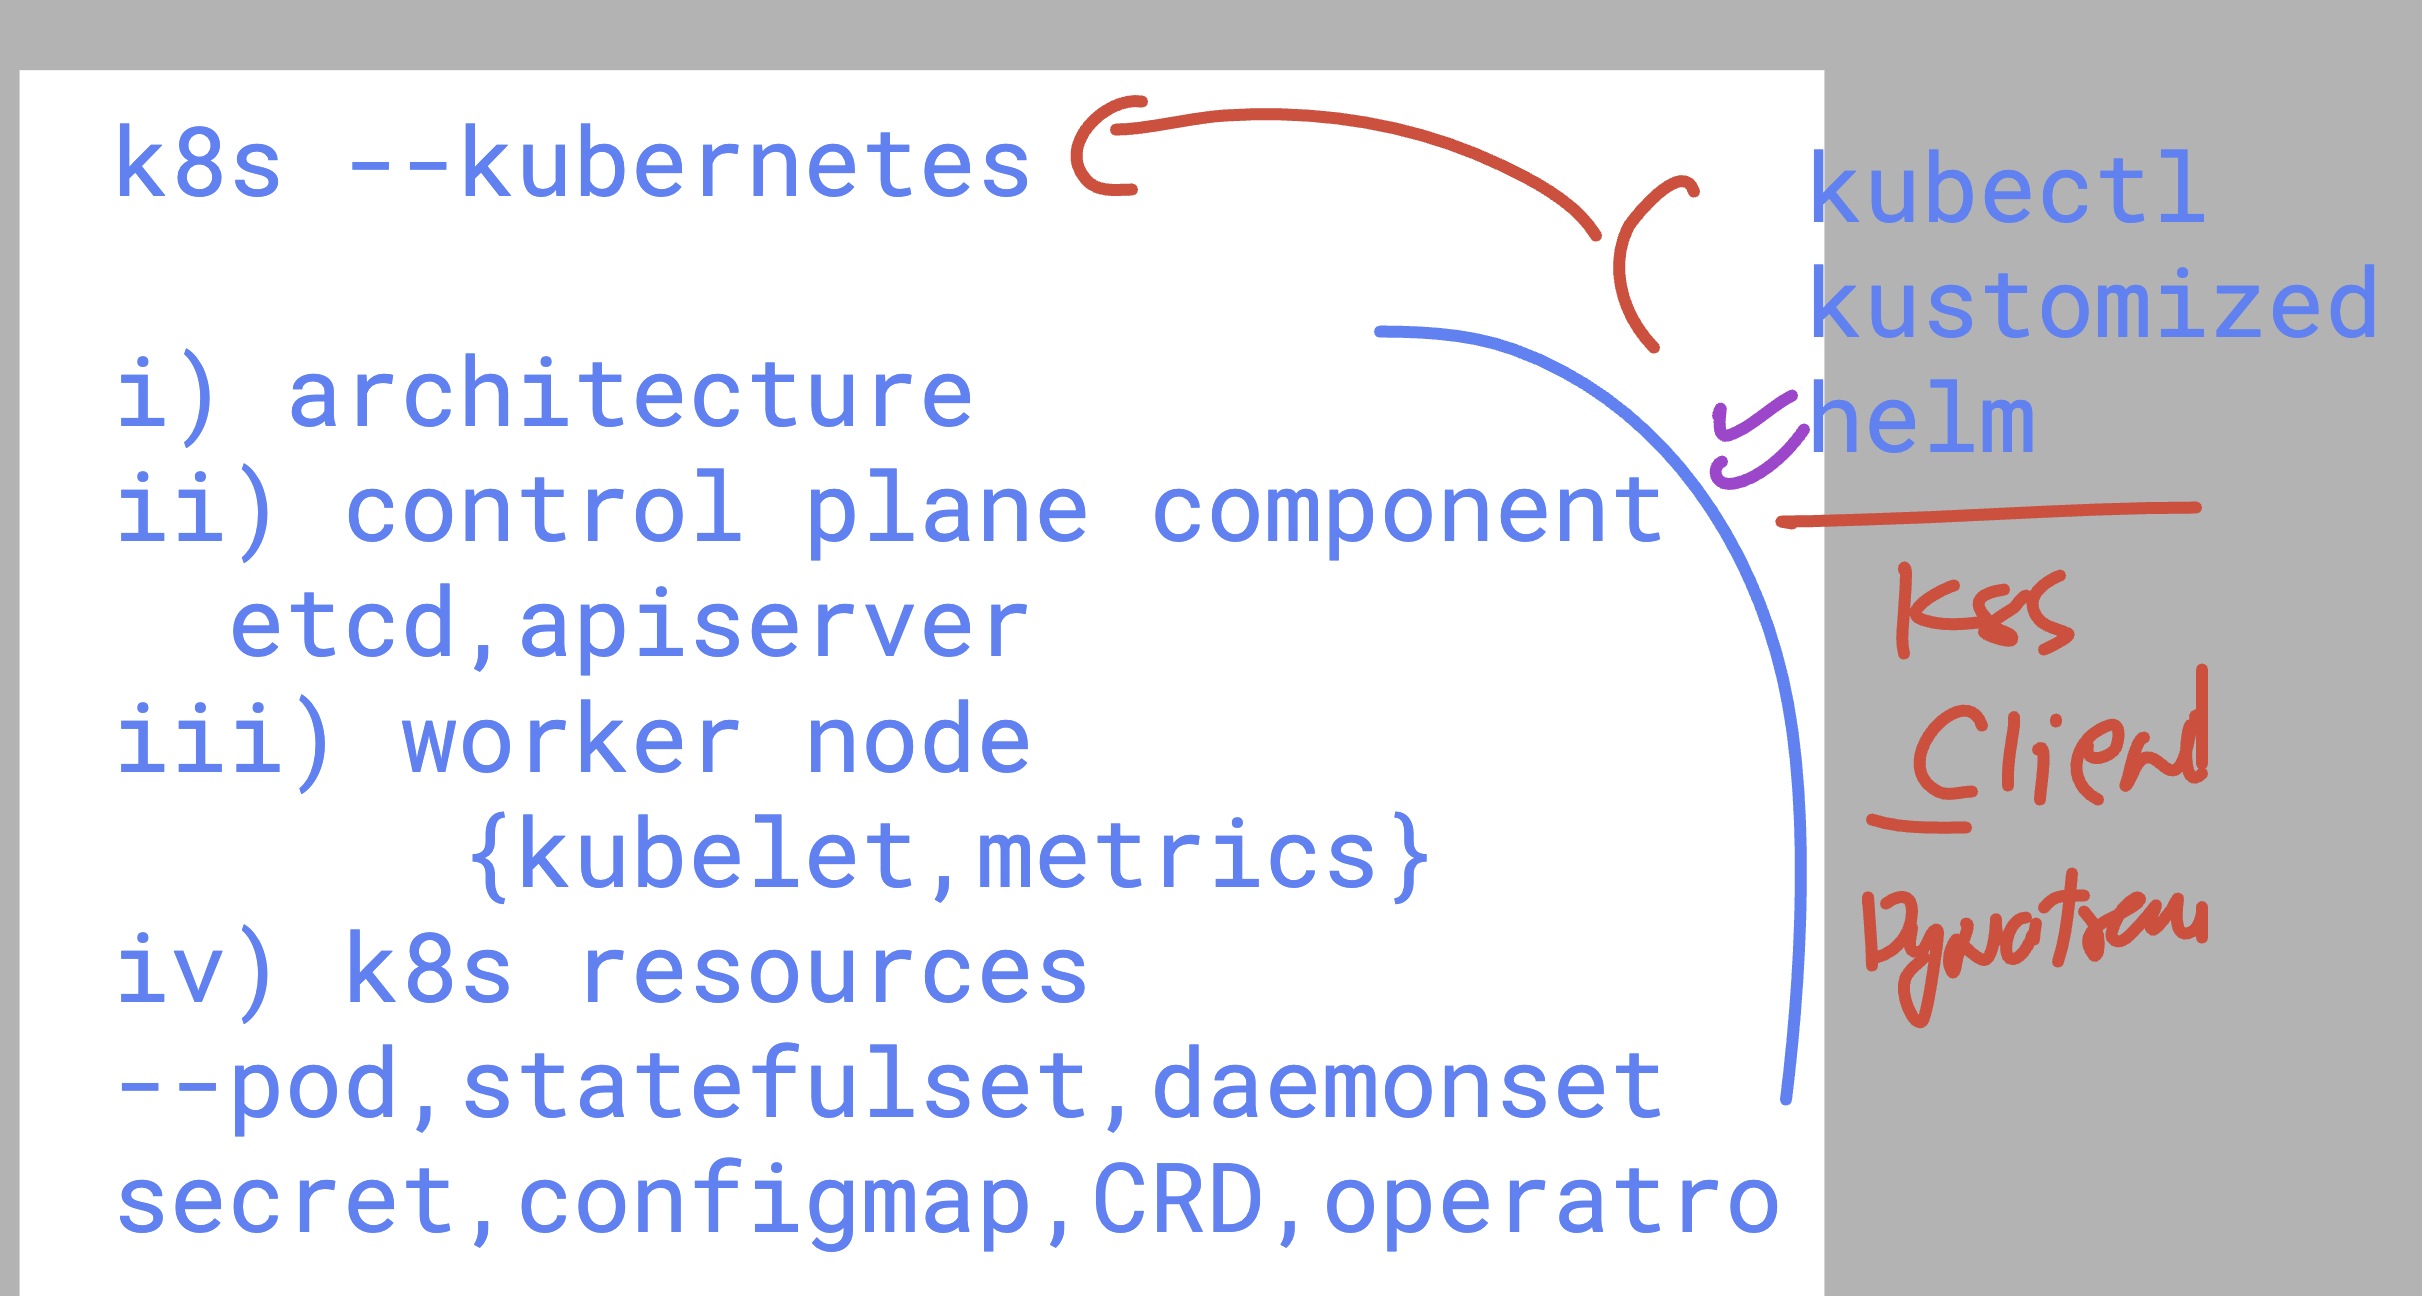 k8s --kubernetes
i) architecture
ii) control plane component
etcd,apiserver
iii) worker node
{kubelet,metrics}
iv) k8s resources
--pod,statefulset,daemonset
secret,configmap,CRD,operatro
kubectl
kustomized
helm
K8s
Client